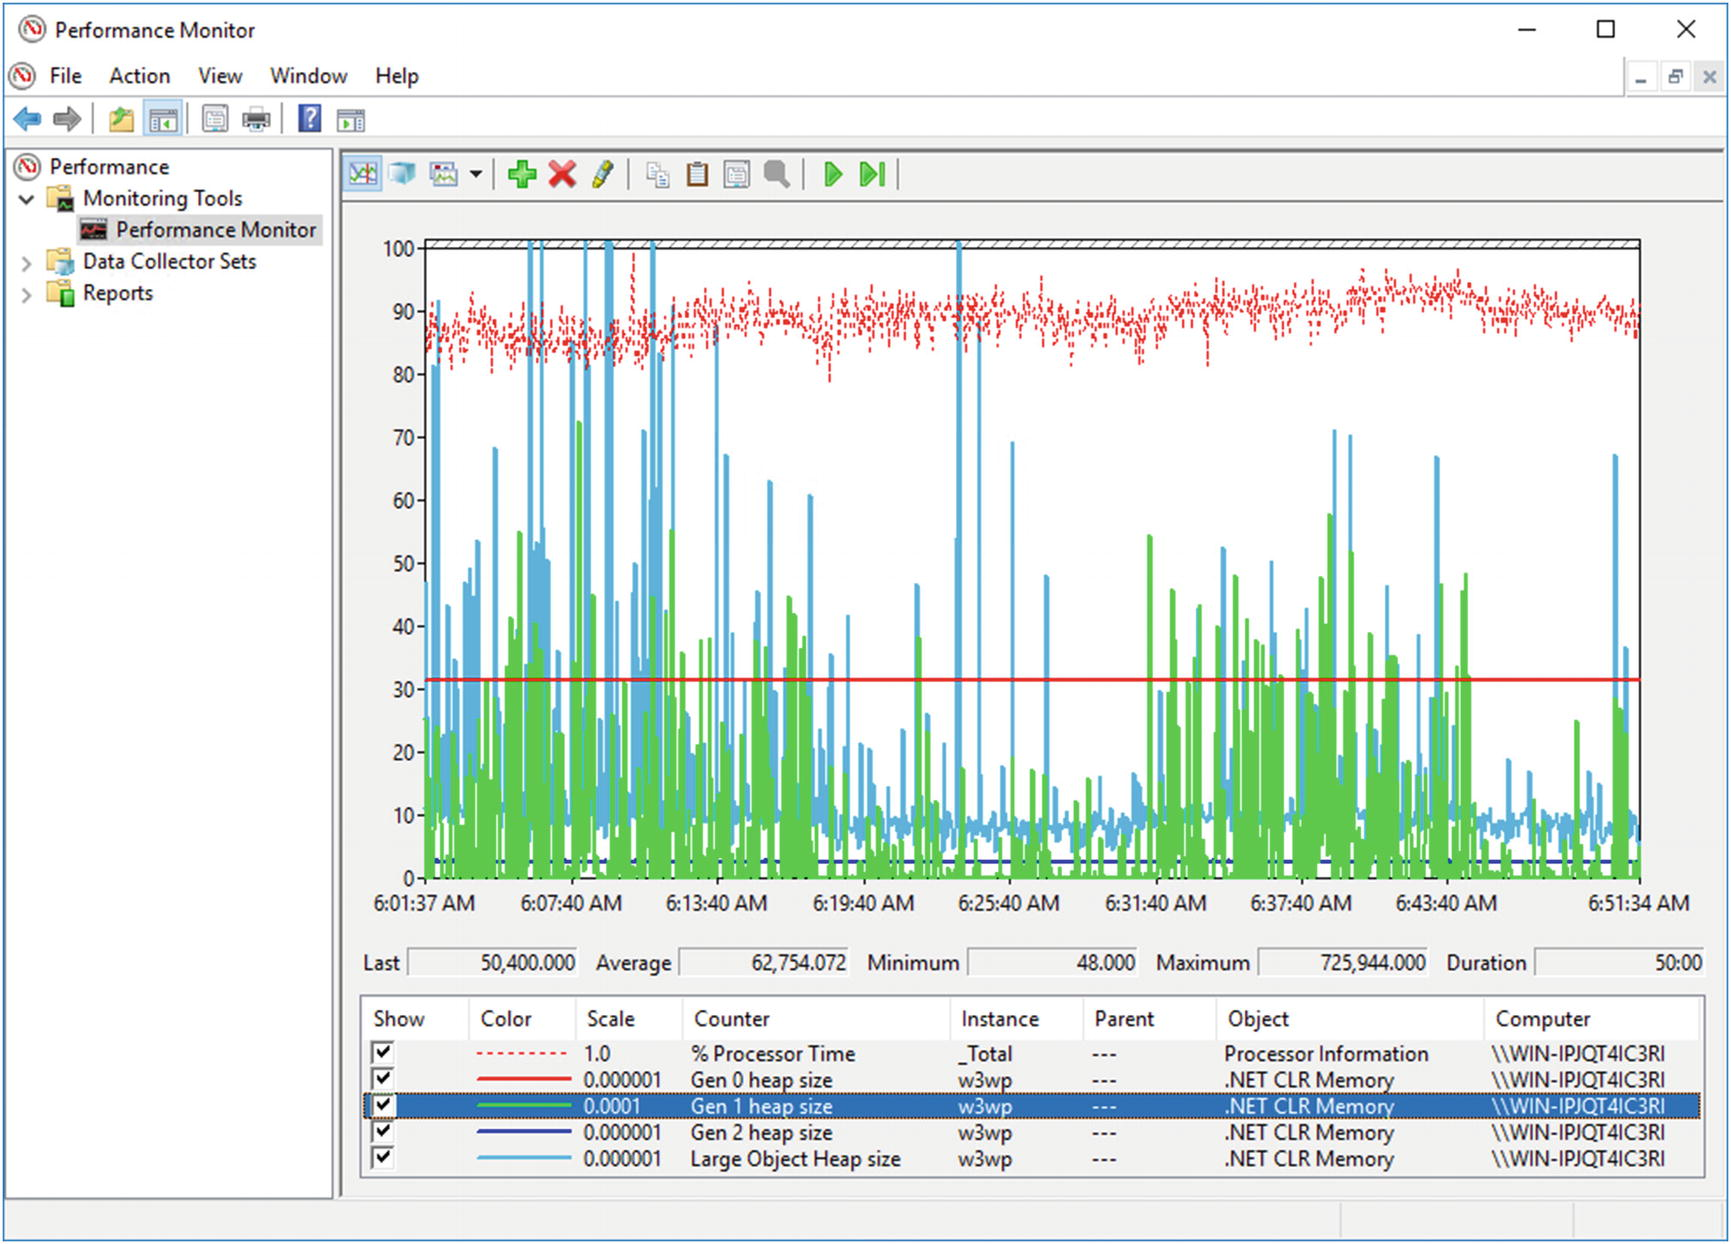 Performance Monitor
File Action View Window Help
Performance
Monitoring Tools
Performance Monitor
Data Collector Sets
Reports
100
90
80
70
60
50
40
30
20
10
0
6:01:37 AM 6:07:40 AM 6:13:40 AM 6:19:40 AM 6:25:40 AM 6:31:40 AM 6:37:40 AM 6:43:40 AM 6:51:34 AM
Last 50,400.000 Average 62,754.072 Minimum 48.000 Maximum 725,944.000 Duration 50:00
Show Color Scale Counter Instance Parent Object Computer
1.0 % Processor Time _Total --- Processor Information \\WIN-IPJQT4IC3RI
0.000001 Gen 0 heap size w3wp --- .NET CLR Memory \\WIN-IPJQT4IC3RI
0.0001 Gen 1 heap size w3wp --- .NET CLR Memory \\WIN-IPJQT4IC3RI
0.000001 Gen 2 heap size w3wp --- .NET CLR Memory \\WIN-IPJQT4IC3RI
0.000001 Large Object Heap size w3wp --- .NET CLR Memory \\WIN-IPJQT4IC3RI